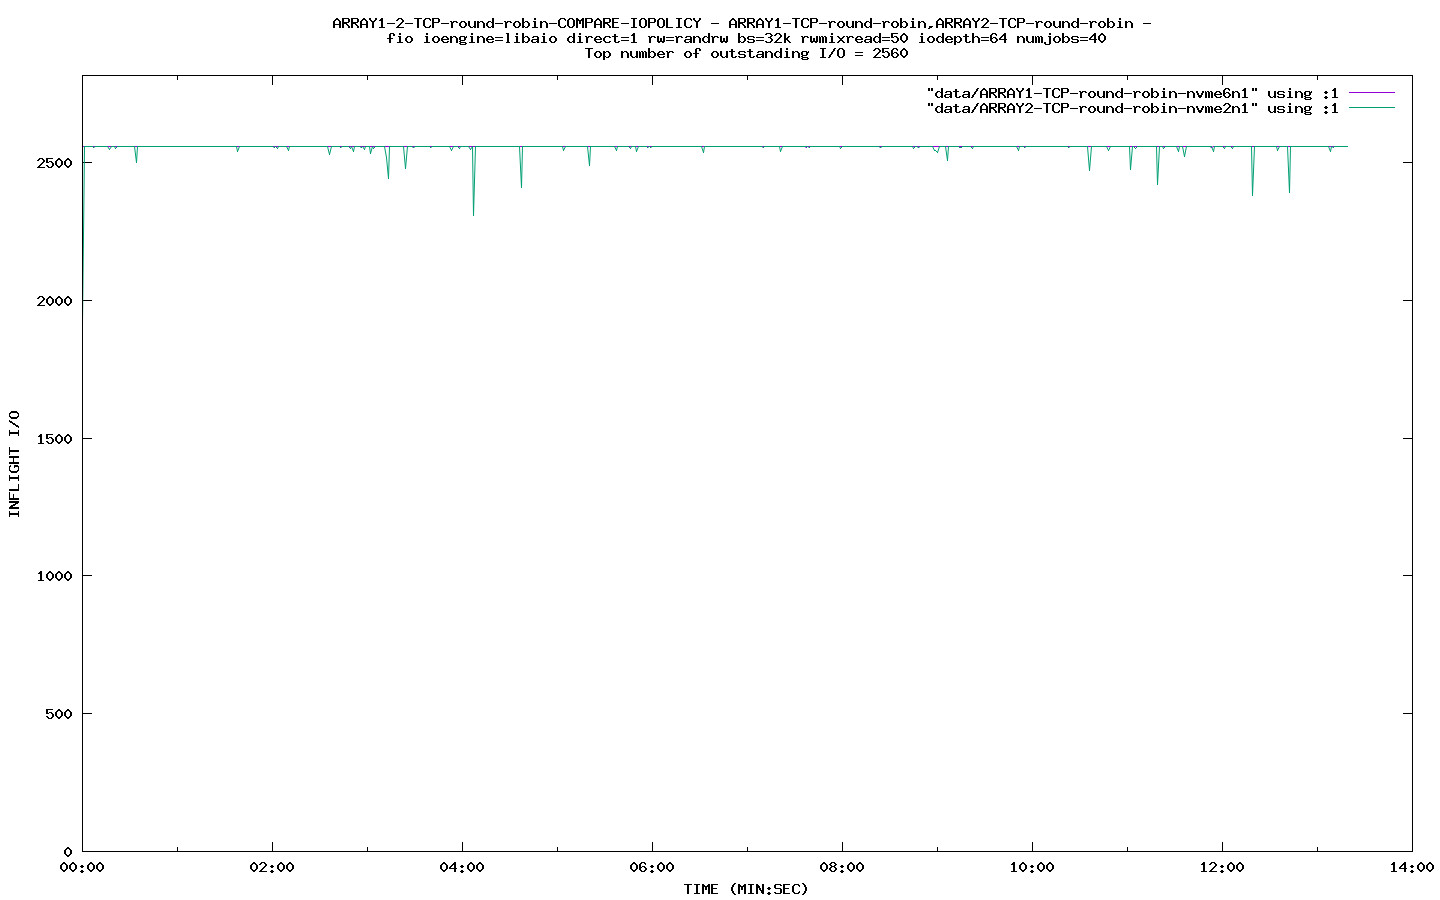 ARRAY1-2-TCP-round-robin-COMPARE-IOPOLICY - ARRAY1-TCP-round-robin,ARRAY2-TCP-round-robin -
fio ioengine=libaio direct=1 rw=randrw bs=32k rwmixread=50 iodepth=64 numjobs=40
Top number of outstanding I/O = 2560
"data/ARRAY1-TCP-round-robin-nvme6n1" using :1
"data/ARRAY2-TCP-round-robin-nvme2n1" using :1
2500
2000
1500
1000
500
0
INFLIGHT I/O
00:00 02:00 04:00 06:00 08:00 10:00 12:00 14:00
TIME (MIN:SEC)